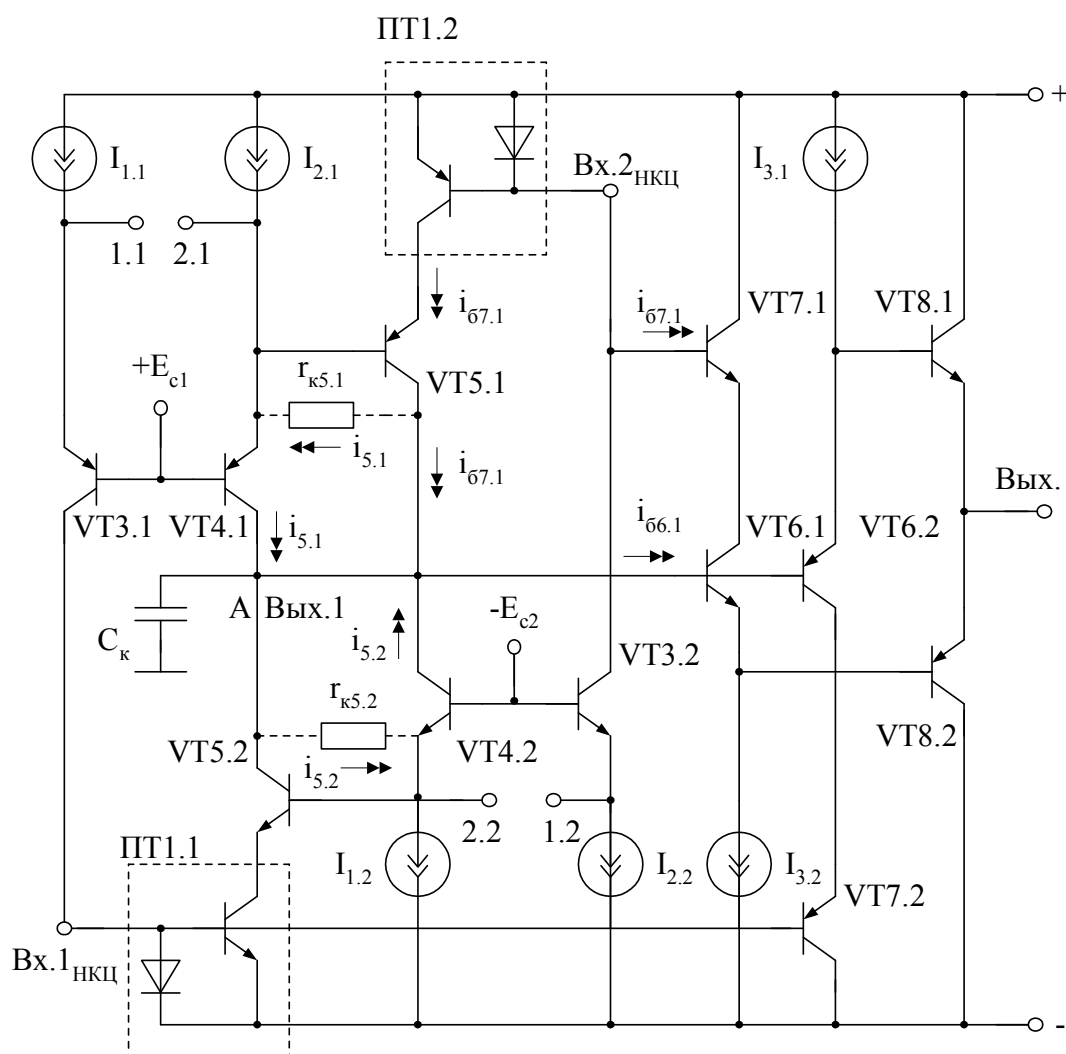 ПТ1.2
+
I1.1
I2.1
Вх.2НКЦ
I3.1
1.1
2.1
iб7.1
iб7.1
VT7.1
VT8.1
+Ec1
rк5.1
VT5.1
i5.1
iб7.1
Вых.
VT3.1
VT4.1
i5.1
iб6.1
VT6.1
VT6.2
A
Вых.1
-Ec2
Cк
i5.2
VT3.2
rк5.2
VT5.2
VT4.2
VT8.2
i5.2
2.2
1.2
ПТ1.1
I1.2
I2.2
I3.2
VT7.2
Вх.1НКЦ
-